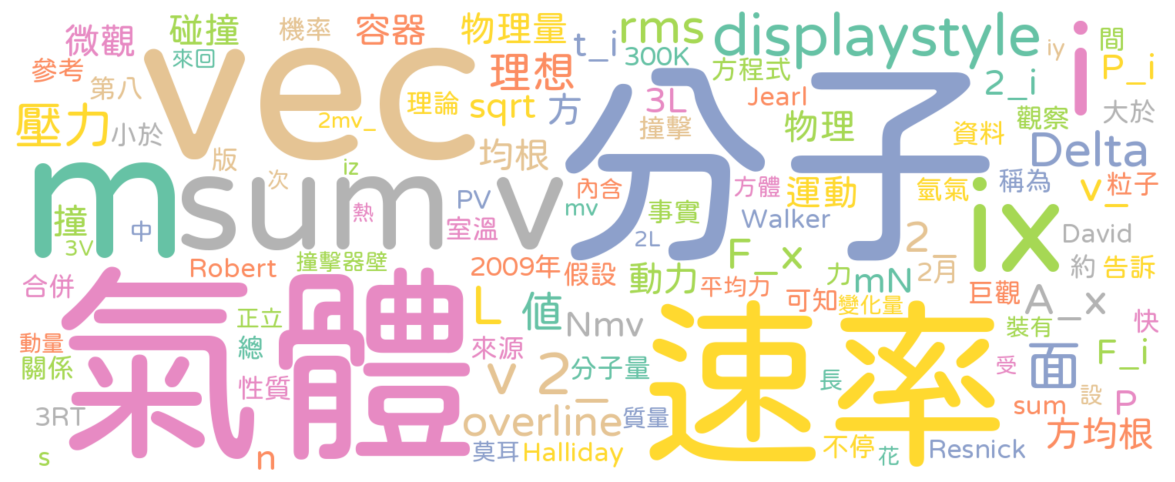 微觀
碰撞
機率
容器
物理量
t_i
rms
displaystyle
i
間
iy
P_i
參考
第八
來回
vec
理想
300K
方程式
2_i
大於
壓力
小於
2mv_
理論
sqrt
方
3L
Jearl
物理
資料
觀察
Delta
分子
撞擊
均根
版
次
iz
m
sum
v
撞
3V
中
熱
PV
室溫
內含
mv
方體
事實
2L
Walker
運動
氫氣
ix
稱為
v_
粒子
2_
David
合併
Robert
撞擊器壁
2009年
假設
動力
F_x
平均力
力
mN
2月
可知
變化量
巨觀
約
告訴
A_x
快
氣體
正立
動量
關係
總
性質
L
值
Nmv
來源
v 2_
分子量
速率
長
裝有
面
受
F_i
設
P
3RT
s
n
overline
質量
莫耳
Halliday
不停
花
Resnick
sum
方均根